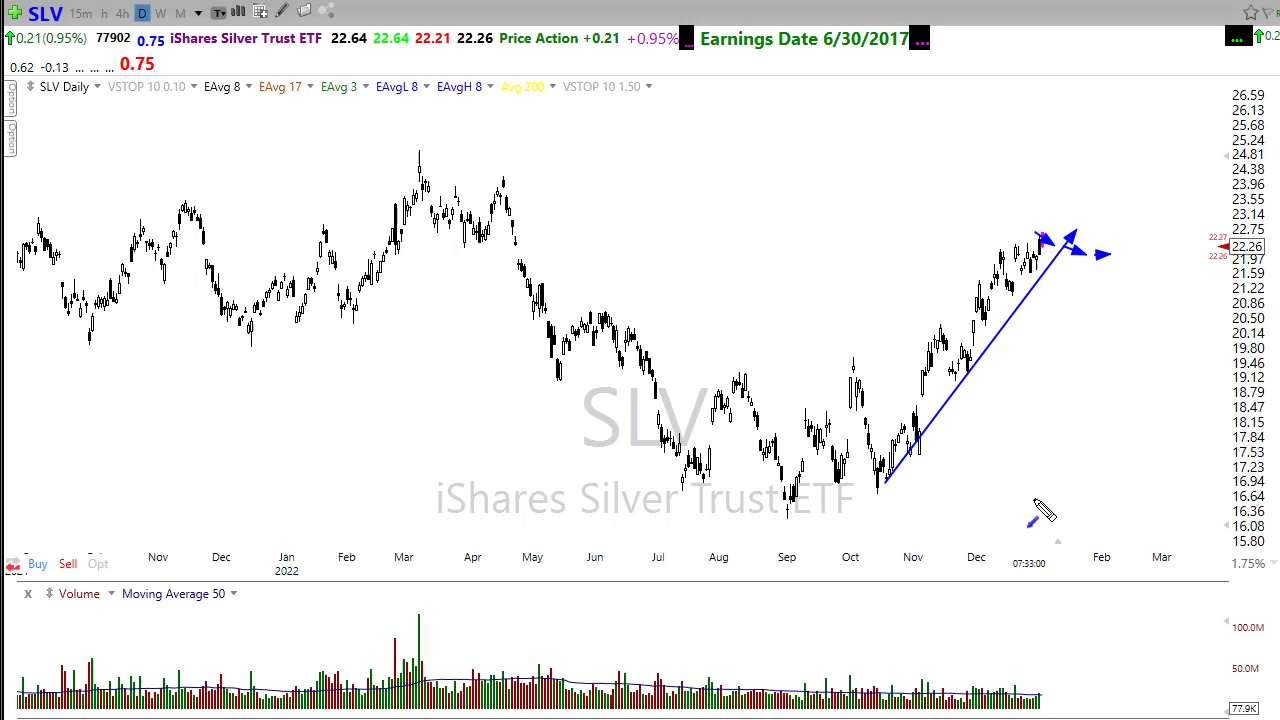 SLV 15m h 4h D W M T
0.21(0.95%) 77902 0.75 iShares Silver Trust ETF 22.64 22.64 22.21 22.26 Price Action +0.21 +0.95% ... Earnings Date 6/30/2017 ... ... 0.2
0.62 -0.13 ... ... ... 0.75
SLV Daily VSTOP 10 0.10 EAvg 8 EAvg 17 EAvg 3 EAvgL 8 EAvgH 8 Avg 200 VSTOP 10 1.50
Option
Option
26.59
26.13
25.68
25.24
24.81
24.38
23.96
23.55
23.14
22.75
22.27
22.26
22.26
21.97
21.59
21.22
20.86
20.50
20.14
19.80
19.46
19.12
18.79
18.47
18.15
17.84
17.53
17.23
16.94
16.64
16.36
16.08
15.80
SLV
iShares Silver Trust ETF
Nov Dec Jan Feb Mar Apr May Jun Jul Aug Sep Oct Nov Dec 07:33:00 Feb Mar
2022
Buy Sell Opt 1.75%
X Volume Moving Average 50
100.0M
50.0M
77.9K